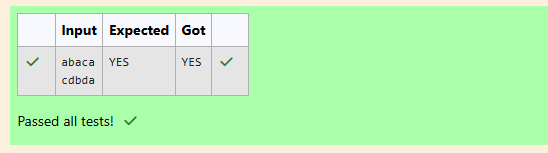 Input Expected Got
abaca YES YES
cdbda
Passed all tests!